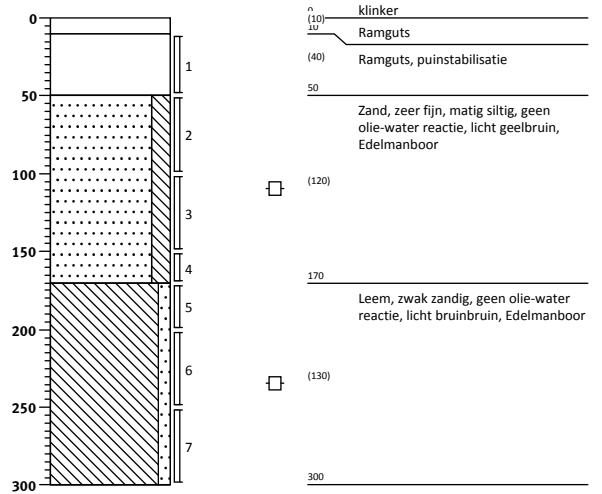 0
50
100
150
200
250
300
1
2
3
4
5
6
7
0
klinker
(10)
10
Ramguts
(40)
Ramguts, puinstabilisatie
50
Zand, zeer fijn, matig siltig, geen
olie-water reactie, licht geelbruin,
Edelmanboor
(120)
170
Leem, zwak zandig, geen olie-water
reactie, licht bruinbruin, Edelmanboor
(130)
300